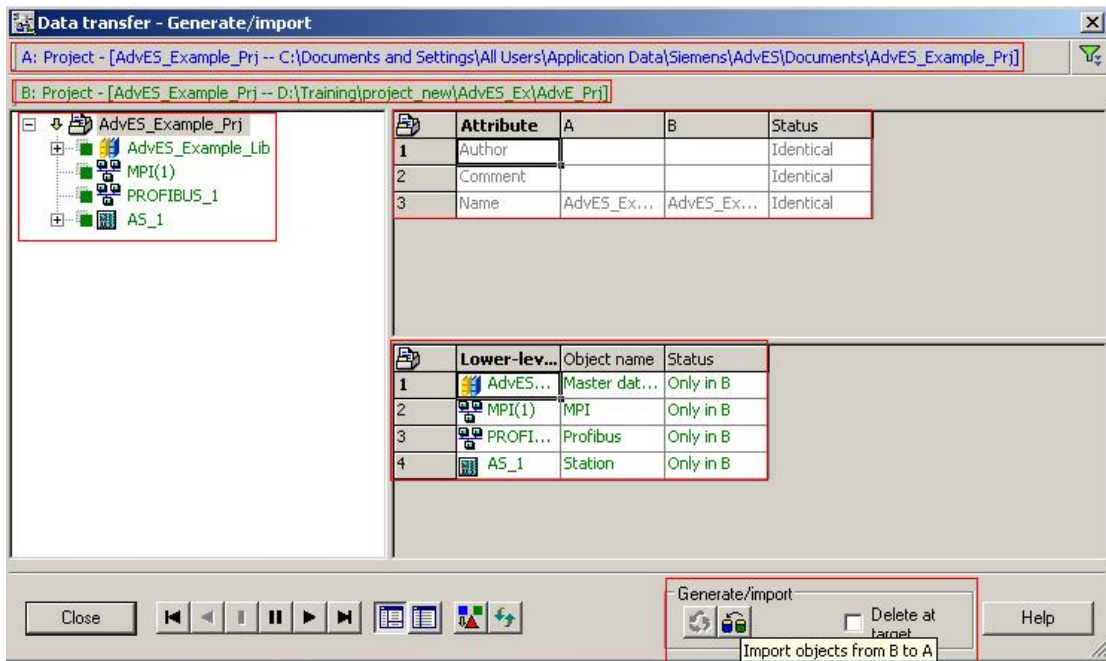 Data transfer - Generate/import
A: Project - [AdvES_Example_Prj -- C:\Documents and Settings\All Users\Application Data\Siemens\AdvES\Documents\AdvES_Example_Prj]
B: Project - [AdvES_Example_Prj -- D:\Training\project_new\AdvES_Ex\AdvE_Prj]
AdvES_Example_Prj
AdvES_Example_Lib
MPI(1)
PROFIBUS_1
AS_1
Attribute A B Status
1 Author Identical
2 Comment Identical
3 Name AdvES_Ex... AdvES_Ex... Identical
Lower-lev... Object name Status
1 AdvES... Master dat... Only in B
2 MPI(1) MPI Only in B
3 PROFI... Profibus Only in B
4 AS_1 Station Only in B
Close
Generate/import
Delete at
target
Import objects from B to A
Help